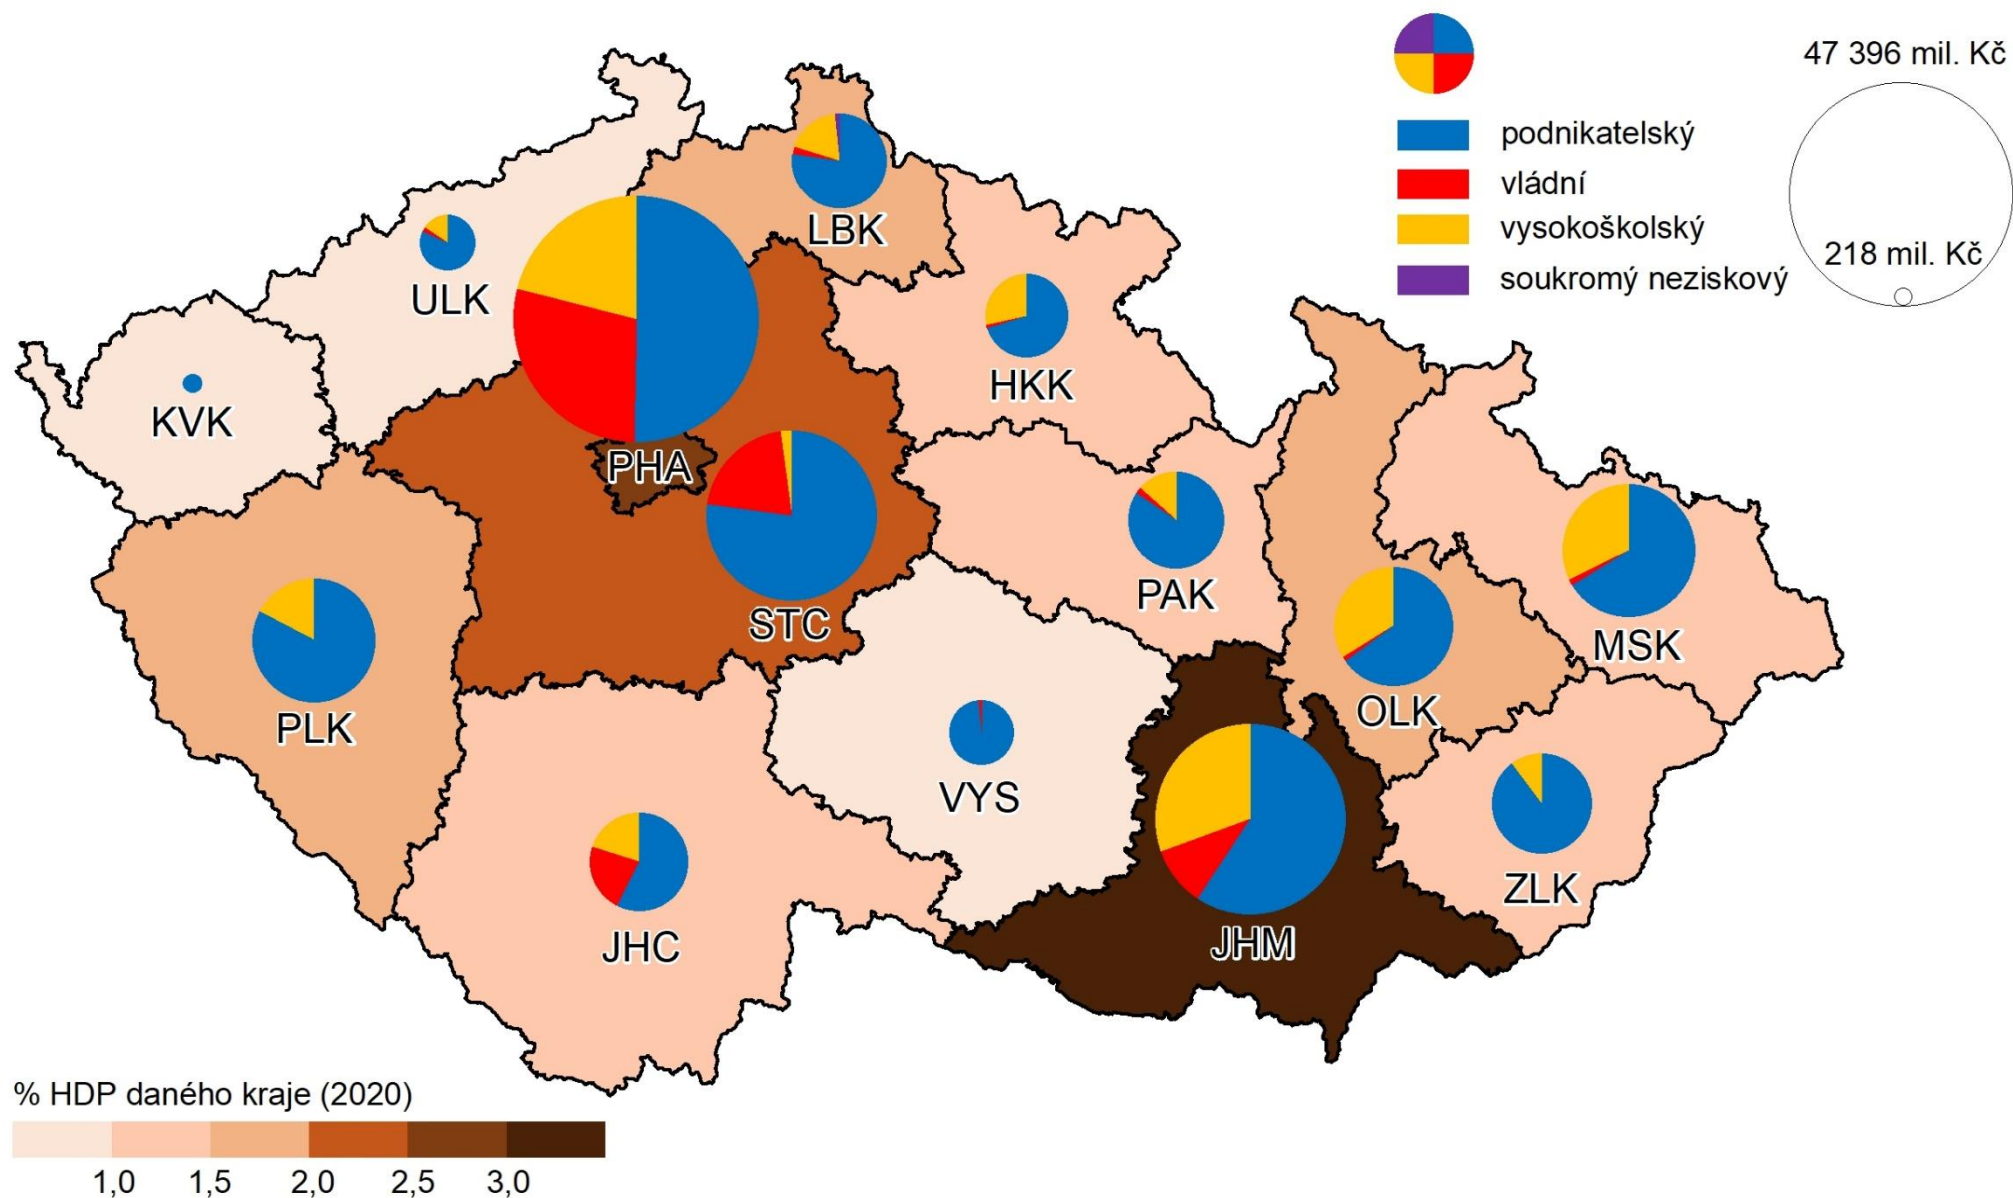 47 396 mil. Kč
podnikatelský
vládní
vysokoškolský
218 mil. Kč
soukromý neziskový
LBK
ULK
HKK
KVK
PHA
PAK
STC
MSK
OLK
PLK
VYS
ZLK
JHC
JHM
% HDP daného kraje (2020)
1,0 1,5 2,0 2,5 3,0